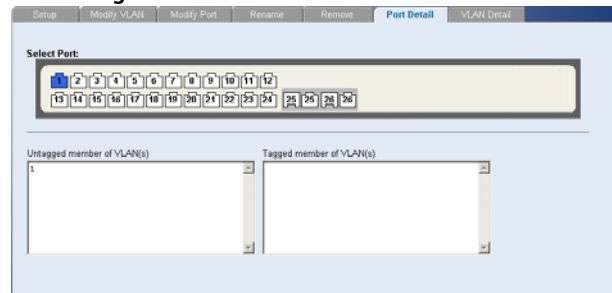 Setup Modify VLAN Modify Port Rename Remove Port Detail VLAN Detail
Select Port:
1 2 3 4 5 6 7 8 9 10 11 12
13 14 15 16 17 18 19 20 21 22 23 24 25 25 26 26
Untagged member of VLAN(s) Tagged member of VLAN(s)
1